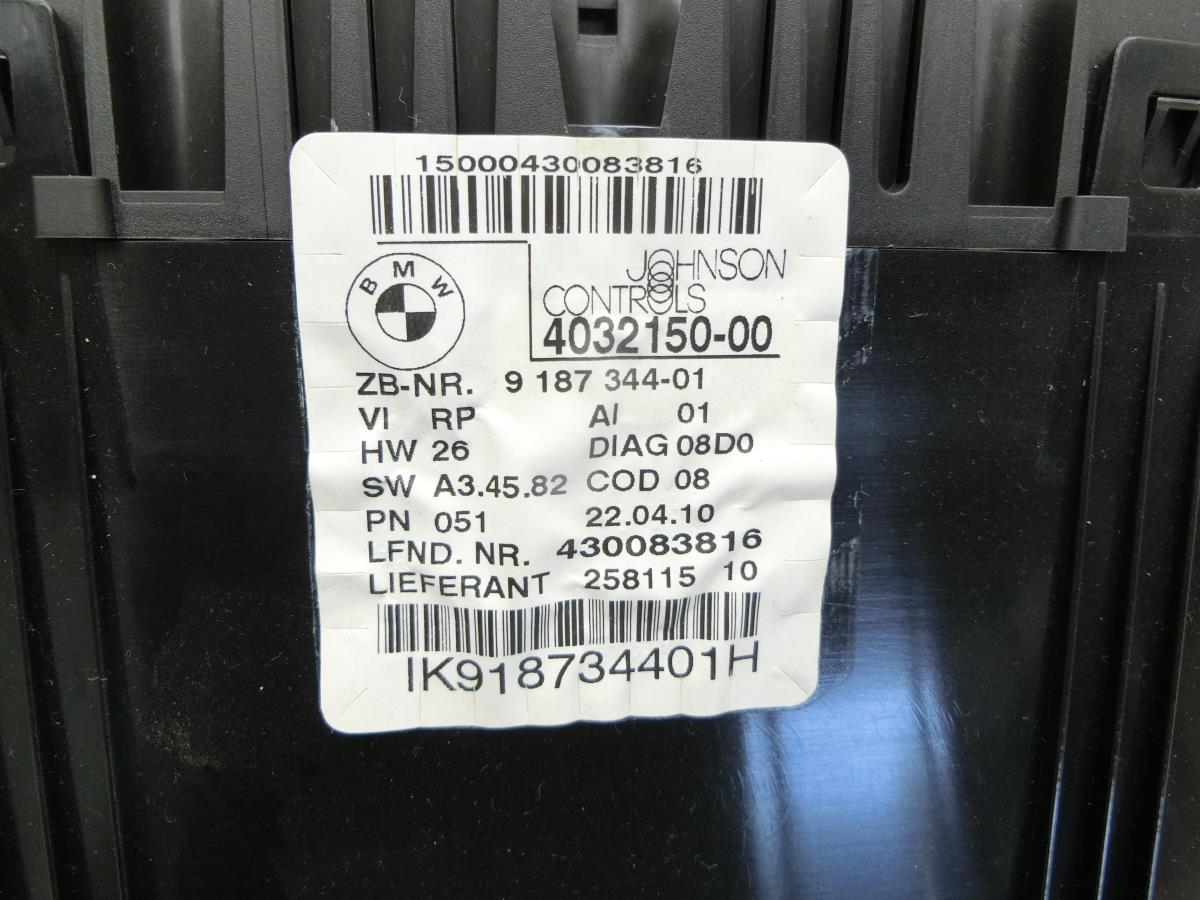 15000430083816
BMW
JOHNSON
CONTROLS
4032150-00
ZB-NR. 9 187 344-01
VI RP AI 01
HW 26 DIAG 08D0
SW A3.45.82 COD 08
PN 051 22.04.10
LFND. NR. 430083816
LIEFERANT 258115 10
IK918734401H